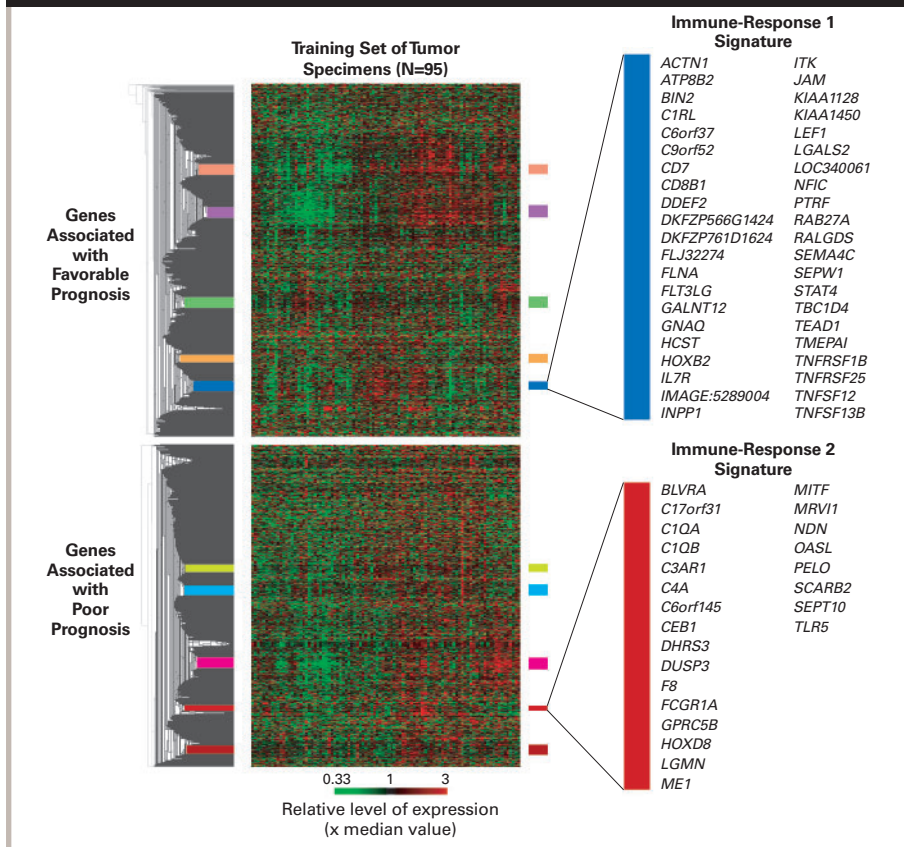 Training Set of Tumor
Specimens (N=95)
Genes
Associated
with
Favorable
Prognosis
Genes
Associated
with
Poor
Prognosis
0.33 1 3
Relative level of expression
(x median value)
Immune-Response 1
Signature
ACTN1 ITK
ATP8B2 JAM
BIN2 KIAA1128
C1RL KIAA1450
C6orf37 LEF1
C9orf52 LGALS2
CD7 LOC340061
CD8B1 NFIC
DDEF2 PTRF
DKFZP566G1424 RAB27A
DKFZP761D1624 RALGDS
FLJ32274 SEMA4C
FLNA SEPW1
FLT3LG STAT4
GALNT12 TBC1D4
GNAQ TEAD1
HCST TMEPAI
HOXB2 TNFRSF1B
IL7R TNFRSF25
IMAGE:5289004 TNFSF12
INPP1 TNFSF13B
Immune-Response 2
Signature
BLVRA MITF
C17orf31 MRVI1
C1QA NDN
C1QB OASL
C3AR1 PELO
C4A SCARB2
C6orf145 SEPT10
CEB1 TLR5
DHRS3
DUSP3
F8
FCGR1A
GPRC5B
HOXD8
LGMN
ME1